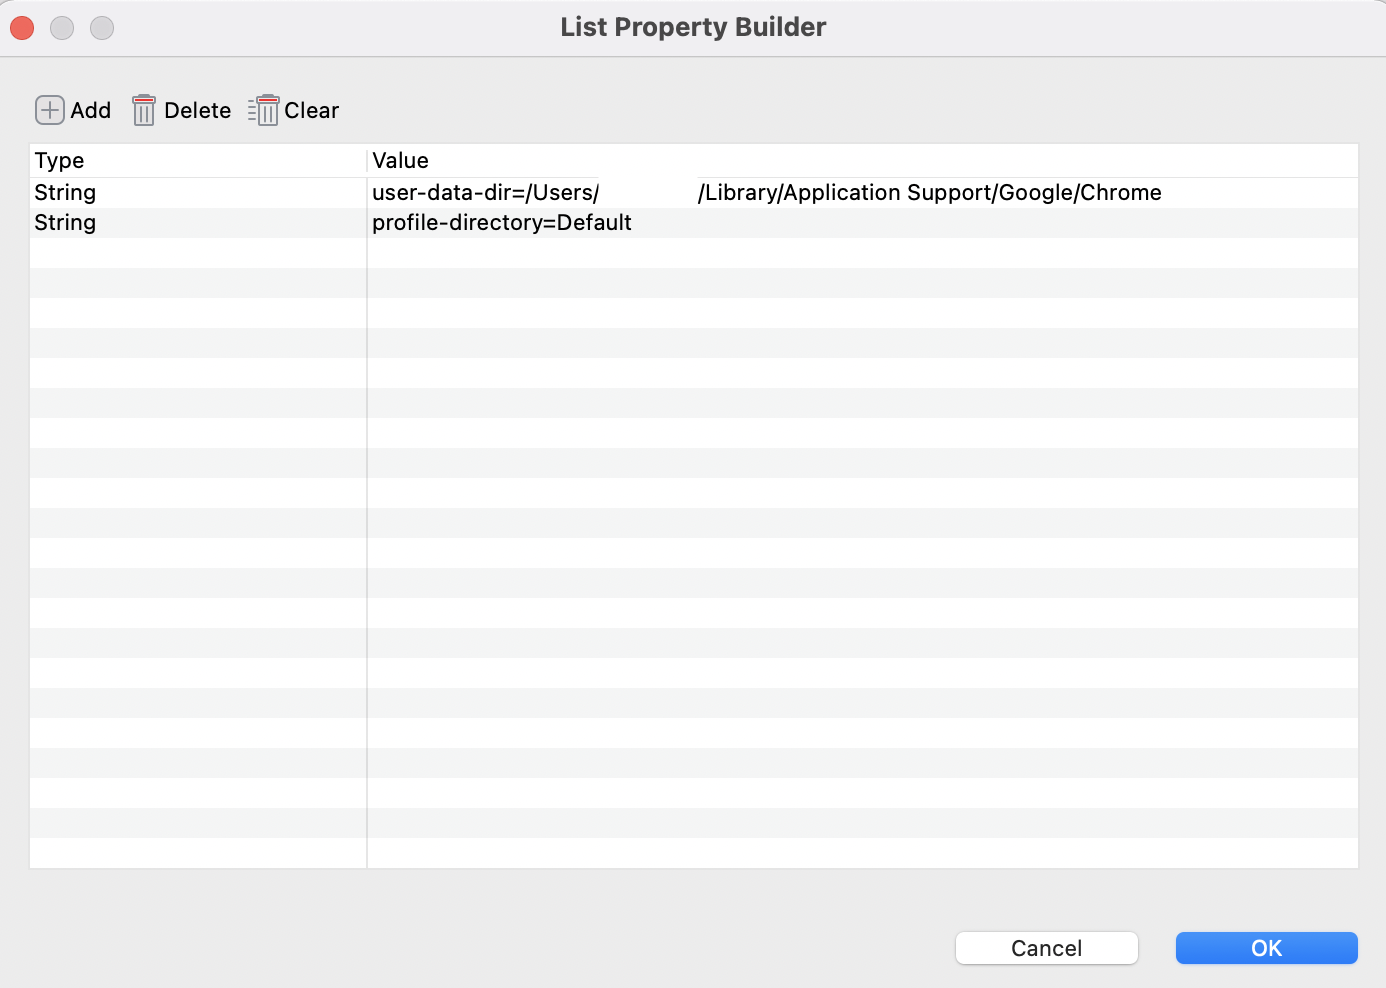 List Property Builder
Add Delete Clear
Type Value
String user-data-dir=/Users/ /Library/Application Support/Google/Chrome
String profile-directory=Default
Cancel OK